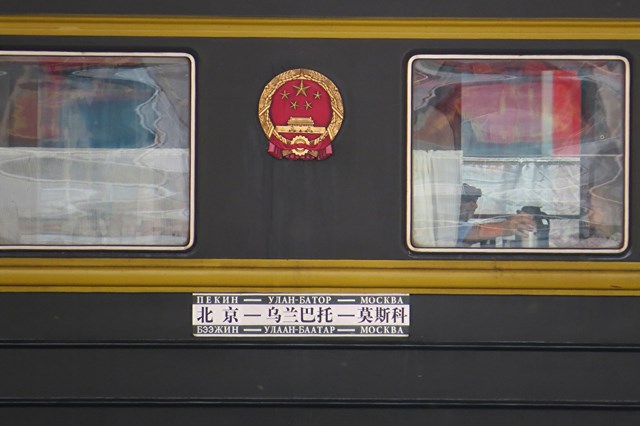 ПЕКИН — УЛАН-БАТОР — МОСКВА
北京—乌兰巴托—莫斯科
БЭЭЖИН — УЛААН-БААТАР — МОСКВА